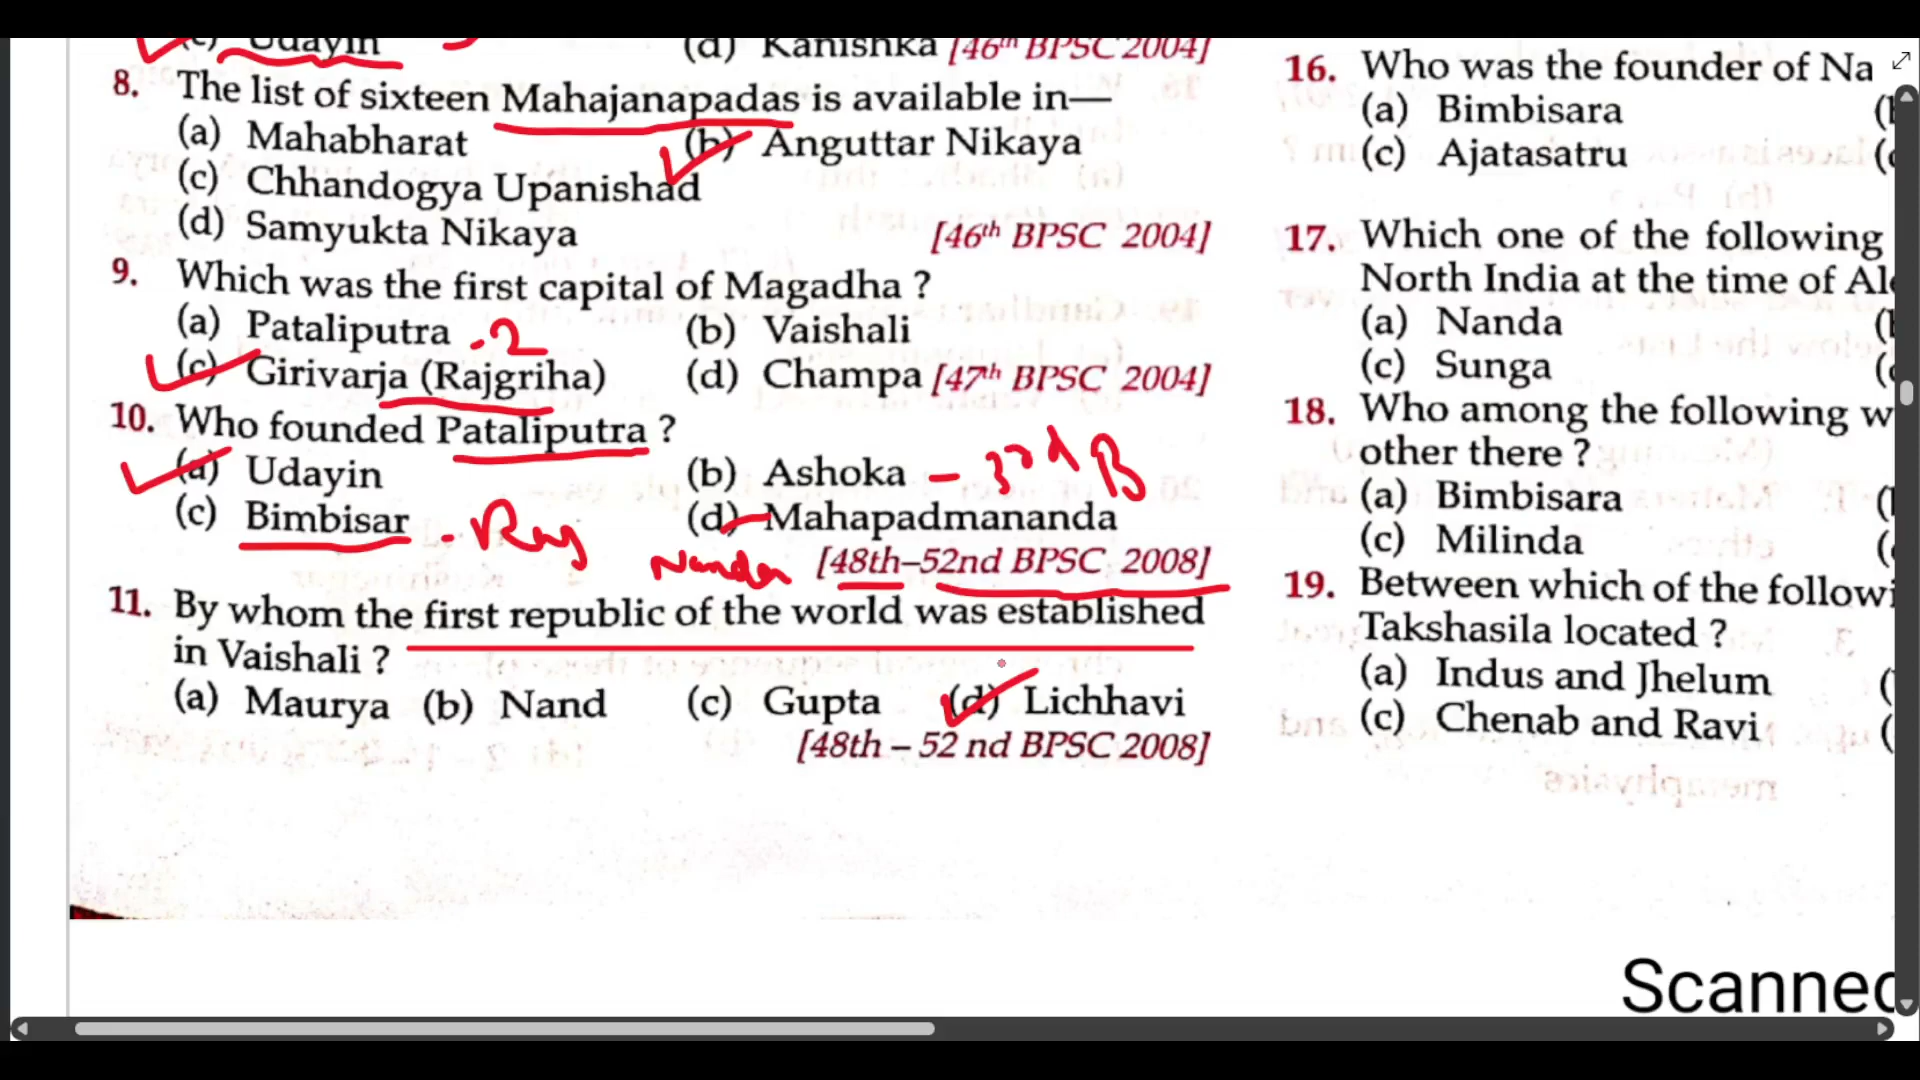 (c) Udayin (d) Kanishka [46th BPSC 2004]
8. The list of sixteen Mahajanapadas is available in—
(a) Mahabharat (b) Anguttar Nikaya
(c) Chhandogya Upanishad
(d) Samyukta Nikaya [46th BPSC 2004]
9. Which was the first capital of Magadha ?
(a) Pataliputra - 2 (b) Vaishali
(c) Girivarja (Rajgriha) (d) Champa [47th BPSC 2004]
10. Who founded Pataliputra ?
(a) Udayin (b) Ashoka - 3rd B
(c) Bimbisar - Raj (d) Mahapadmananda
Nanda [48th–52nd BPSC 2008]
11. By whom the first republic of the world was established
in Vaishali ?
(a) Maurya (b) Nand (c) Gupta (d) Lichhavi
[48th – 52 nd BPSC 2008]
16. Who was the founder of Na
(a) Bimbisara
(c) Ajatasatru
17. Which one of the following
North India at the time of Ale
(a) Nanda
(c) Sunga
18. Who among the following w
other there ?
(a) Bimbisara
(c) Milinda
19. Between which of the followi
Takshasila located ?
(a) Indus and Jhelum
(c) Chenab and Ravi
Scanned